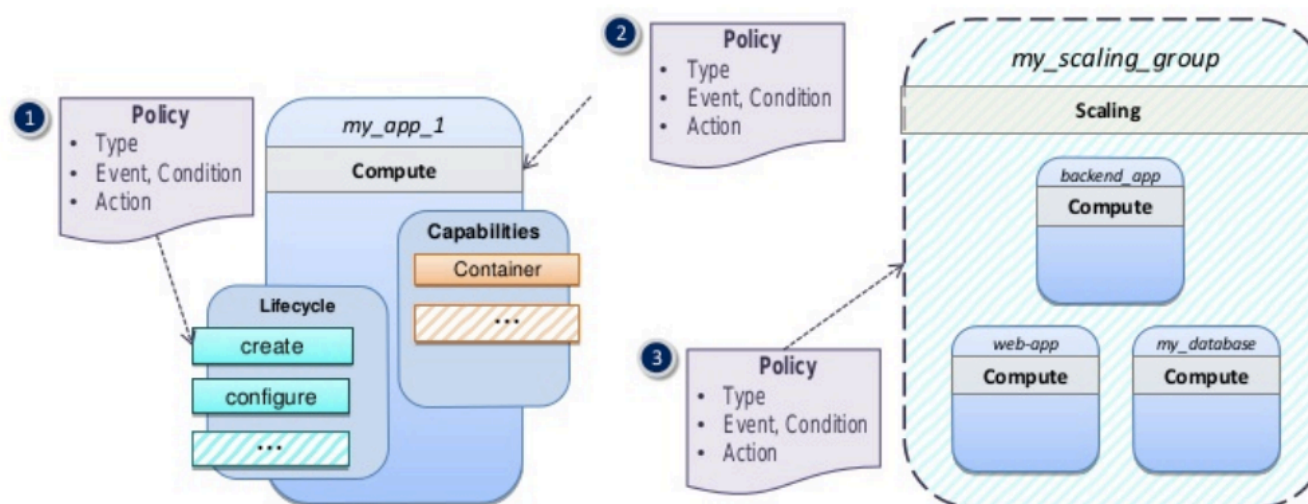 1
Policy
• Type
• Event, Condition
• Action
my_app_1
Compute
Capabilities
Container
...
Lifecycle
create
configure
...
2
Policy
• Type
• Event, Condition
• Action
3
Policy
• Type
• Event, Condition
• Action
my_scaling_group
Scaling
backend_app
Compute
web-app
Compute
my_database
Compute